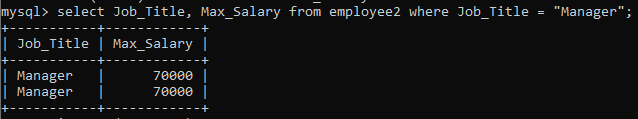 mysql> select Job_Title, Max_Salary from employee2 where Job_Title = "Manager";
+-----------+------------+
| Job_Title | Max_Salary |
+-----------+------------+
| Manager   |      70000 |
| Manager   |      70000 |
+-----------+------------+